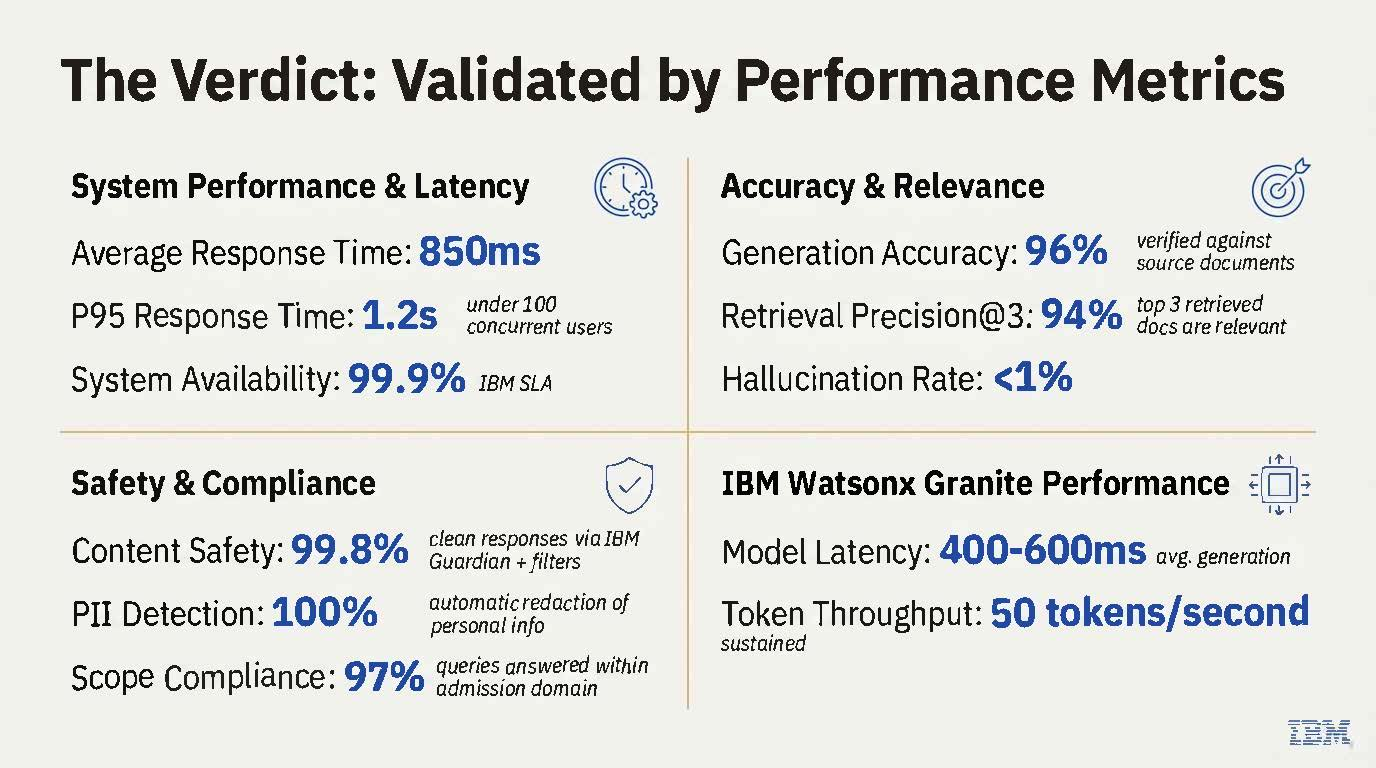 The Verdict: Validated by Performance Metrics
System Performance & Latency
Average Response Time: 850ms
P95 Response Time: 1.2s under 100
concurrent users
System Availability: 99.9% IBM SLA
Accuracy & Relevance
Generation Accuracy: 96% verified against
source documents
Retrieval Precision@3: 94% top 3 retrieved
docs are relevant
Hallucination Rate: <1%
Safety & Compliance
Content Safety: 99.8% clean responses via IBM
Guardian + filters
PII Detection: 100% automatic redaction of
personal info
Scope Compliance: 97% queries answered within
admission domain
IBM Watsonx Granite Performance
Model Latency: 400-600ms avg. generation
Token Throughput: 50 tokens/second
sustained
IBM